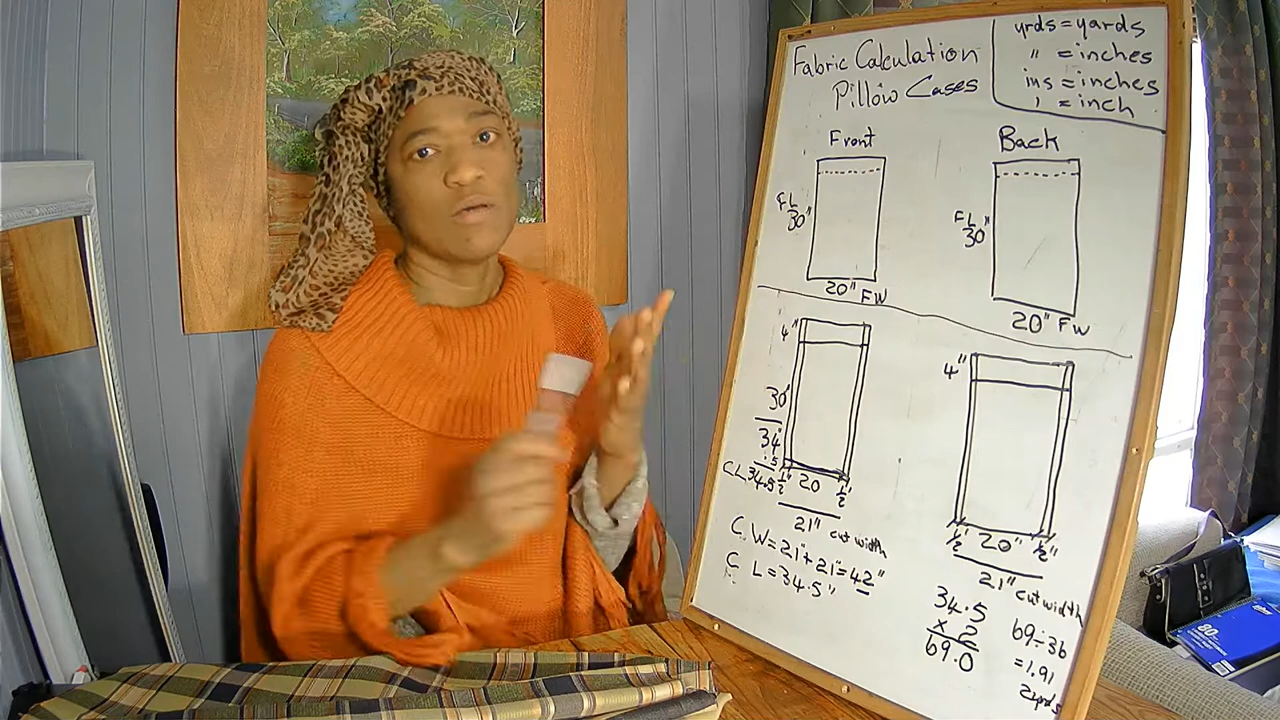 Fabric Calculation
Pillow Cases
yrds = yards
" = inches
ins = inches
' = inch
Front
Back
FL
30"
20" FW
FL
30"
20" FW
4"
30"
34"
.5
CL 34.5
1/2" 20 1/2"
21" cut width
C. W = 21" + 21" = 42"
C. L = 34.5"
4"
1/2" 20" 1/2"
21" cut width
34.5
x 2
69.0
69 ÷ 36
= 1.91
2yrds
80